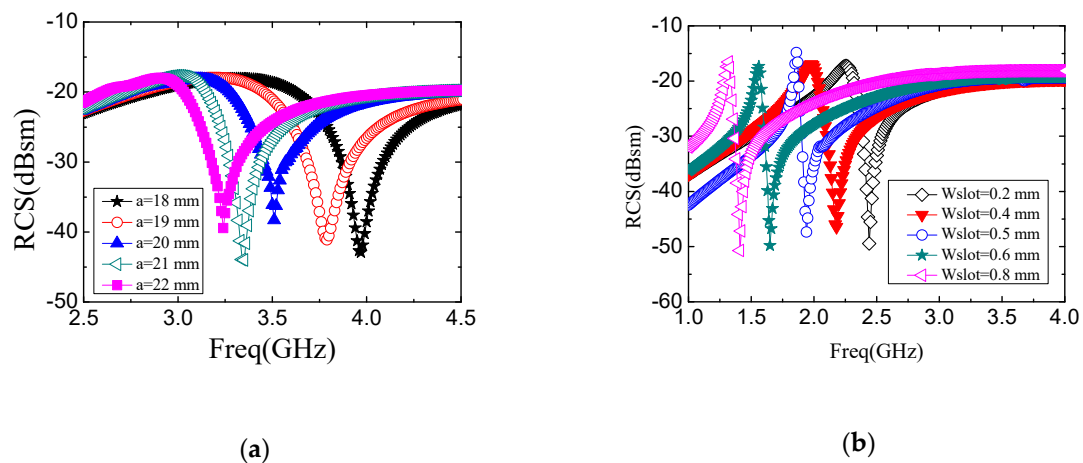 -10
-20
-30
-40
-50
RCS(dBsm)
a=18 mm
a=19 mm
a=20 mm
a=21 mm
a=22 mm
2.5 3.0 3.5 4.0 4.5
Freq(GHz)
(a)
-10
-20
-30
-40
-50
-60
RCS(dBsm)
Wslot=0.2 mm
Wslot=0.4 mm
Wslot=0.5 mm
Wslot=0.6 mm
Wslot=0.8 mm
1.0 1.5 2.0 2.5 3.0 3.5 4.0
Freq(GHz)
(b)